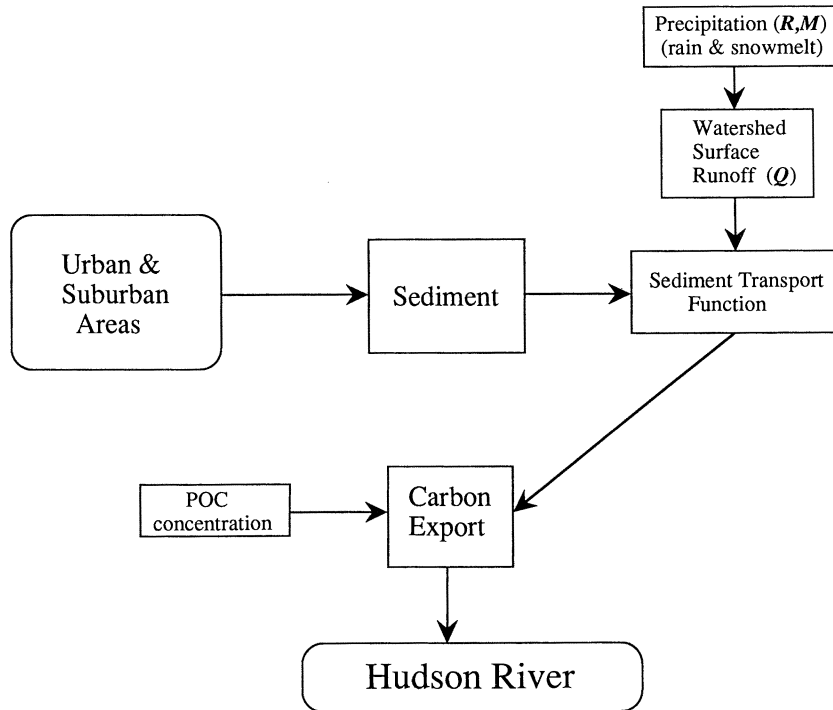 Precipitation (R,M)
(rain & snowmelt)
Watershed
Surface
Runoff (Q)
Urban &
Suburban
Areas
Sediment
Sediment Transport
Function
POC
concentration
Carbon
Export
Hudson River